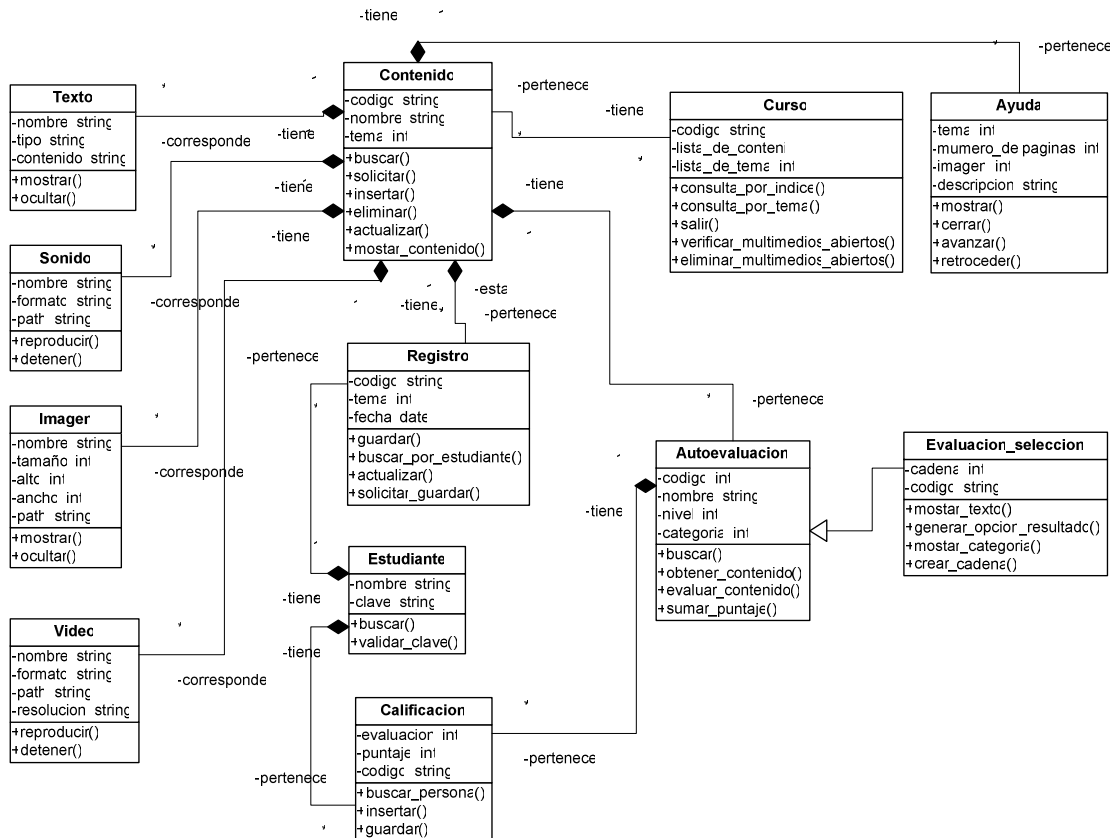 -tiene
-pertenece
Contenido
-codigo string
-nombre string
-tema int
+buscar()
+solicitar()
+insertar()
+eliminar()
+actualizar()
+mostar_contenido()
Texto
-nombre string
-tipo string
-contenido string
+mostrar()
+ocultar()
-corresponde
-tiene
-pertenece
-tiene
Curso
-codigo string
-lista_de_conteni
-lista_de_tema int
+consulta_por_indice()
+consulta_por_tema()
+salir()
+verificar_multimedios_abiertos()
+eliminar_multimedios_abiertos()
Ayuda
-tema int
-mumero_de paginas int
-imager int
-descripcion string
+mostrar()
+cerrar()
+avanzar()
+retroceder()
-tiene
-tiene
-tiene
Sonido
-nombre string
-formato string
-path string
+reproducir()
+detener()
-corresponde
-tiene
-esta
-pertenece
-pertenece
Registro
-codigo string
-tema int
-fecha date
+guardar()
+buscar_por_estudiante()
+actualizar()
+solicitar_guardar()
-pertenece
Imager
-nombre string
-tamaño int
-alto int
-ancho int
-path string
+mostrar()
+ocultar()
-corresponde
Autoevaluacion
-codigo int
-nombre string
-nivel int
-categoria int
+buscar()
+obtener_contenido()
+evaluar_contenido()
+sumar_puntaje()
-tiene
Evaluacion_seleccion
-cadena int
-codigo string
+mostar_texto()
+generar_opcior_resultado()
+mostar_categoria()
+crear_cadena()
Estudiante
-nombre string
-clave string
+buscar()
+validar_clave()
-tiene
-tiene
Video
-nombre string
-formato string
-path string
-resolucion string
+reproducir()
+detener()
-corresponde
Calificacion
-evaluacion int
-puntaje int
-codigo string
+buscar_persona()
+insertar()
+guardar()
-pertenece
-pertenece